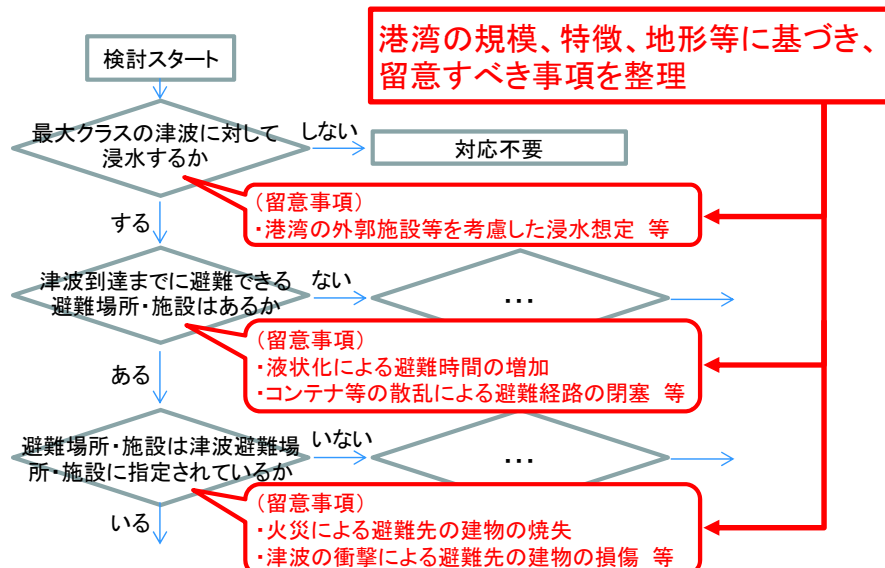 港湾の規模、特徴、地形等に基づき、
留意すべき事項を整理
検討スタート
最大クラスの津波に対して
浸水するか
しない
対応不要
(留意事項)
・港湾の外郭施設等を考慮した浸水想定 等
する
津波到達までに避難できる
避難場所・施設はあるか
ない
…
(留意事項)
・液状化による避難時間の増加
・コンテナ等の散乱による避難経路の閉塞 等
ある
避難場所・施設は津波避難場
所・施設に指定されているか
いない
…
(留意事項)
・火災による避難先の建物の焼失
・津波の衝撃による避難先の建物の損傷 等
いる